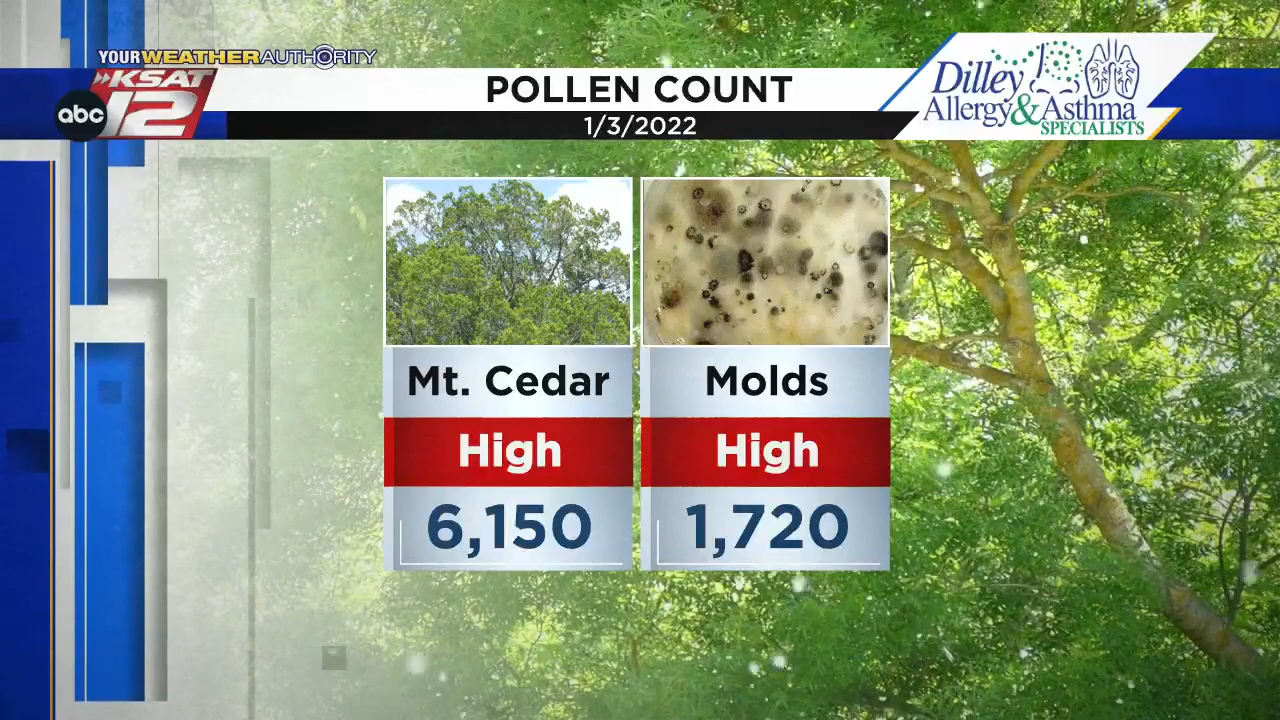 YOURWEATHERAUTHORITY
KSAT
abc 12
POLLEN COUNT
1/3/2022
Dilley
Allergy&Asthma
SPECIALISTS
Mt. Cedar
High
6,150
Molds
High
1,720